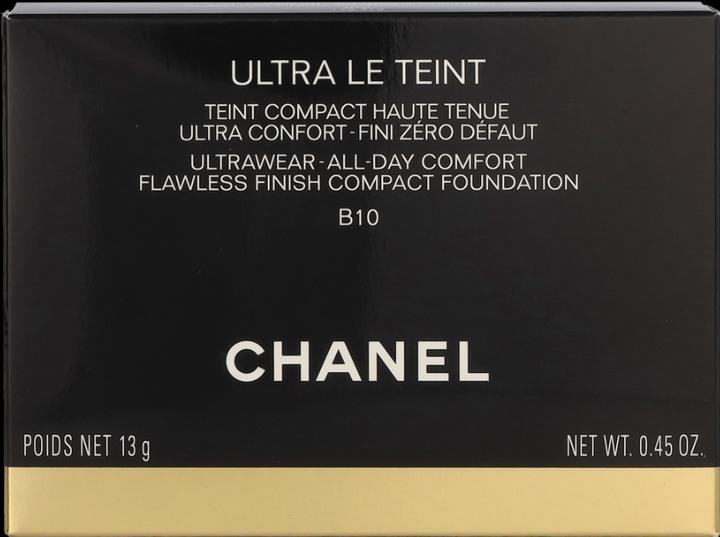 ULTRA LE TEINT
TEINT COMPACT HAUTE TENUE
ULTRA CONFORT-FINI ZÉRO DÉFAUT
ULTRAWEAR-ALL-DAY COMFORT
FLAWLESS FINISH COMPACT FOUNDATION
B10
CHANEL
POIDS NET 13 g NET WT. 0.45 OZ.